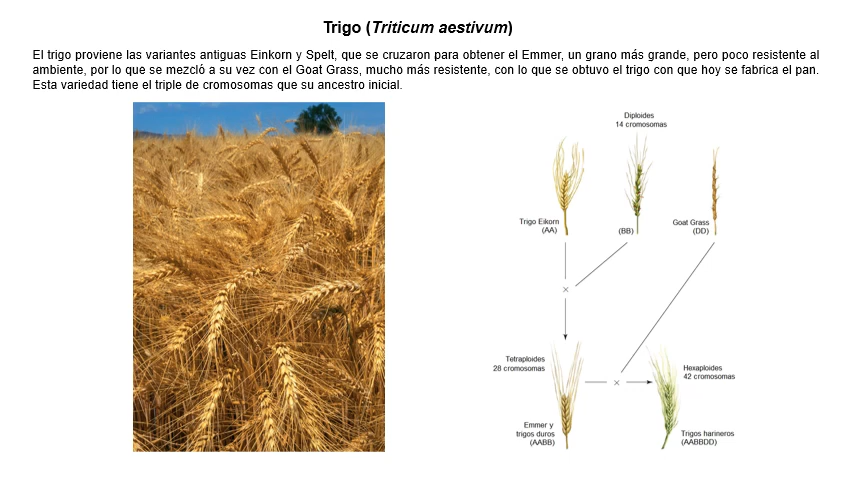 Trigo (Triticum aestivum)
El trigo proviene las variantes antiguas Einkorn y Spelt, que se cruzaron para obtener el Emmer, un grano más grande, pero poco resistente al
ambiente, por lo que se mezcló a su vez con el Goat Grass, mucho más resistente, con lo que se obtuvo el trigo con que hoy se fabrica el pan.
Esta variedad tiene el triple de cromosomas que su ancestro inicial.
Diploides
14 cromosomas
Trigo Eikorn
(AA)
(BB)
Goat Grass
(DD)
×
Tetraploides
28 cromosomas
×
Hexaploides
42 cromosomas
Emmer y
trigos duros
(AABB)
Trigos harineros
(AABBDD)